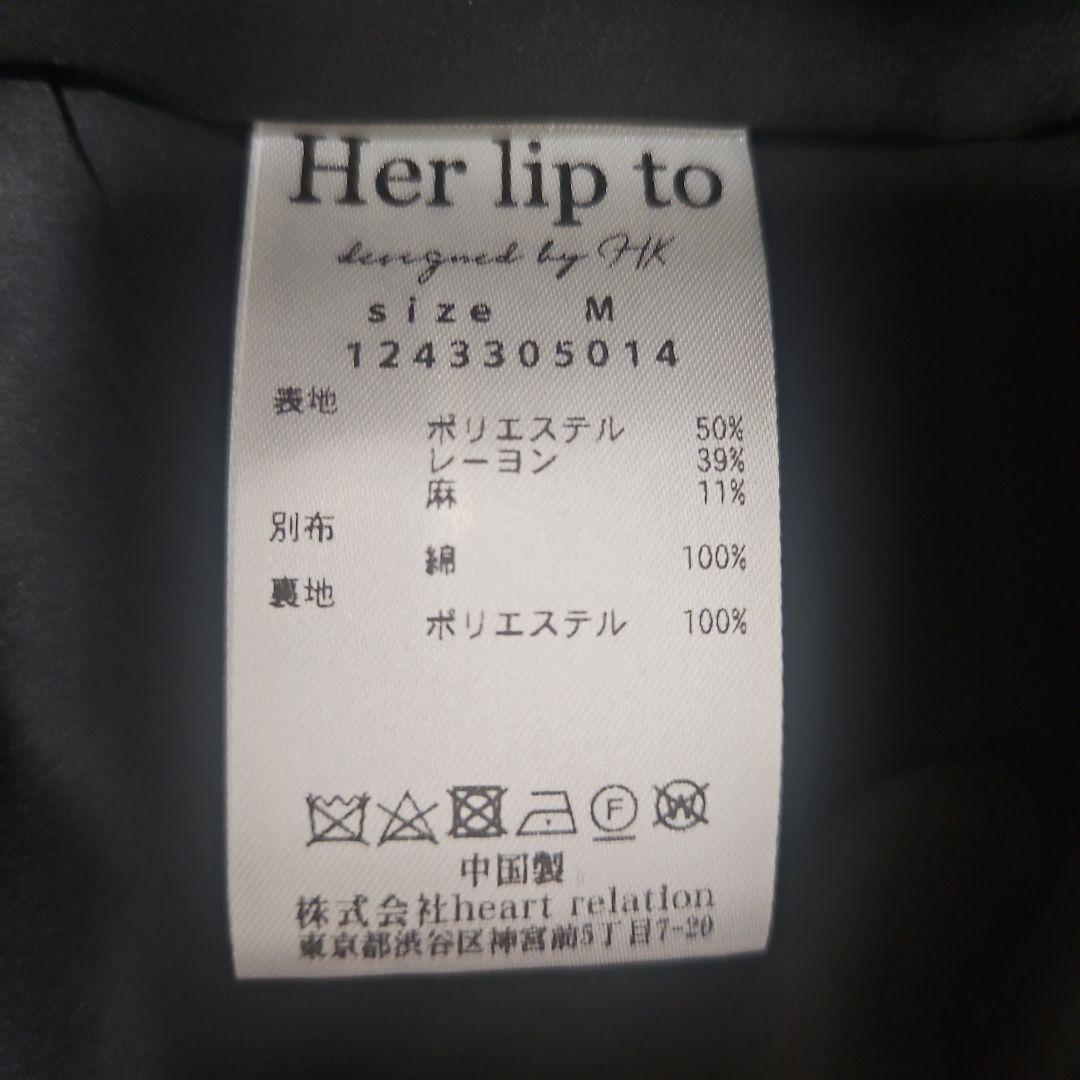 Her lip to
designed by HK
size M
1243305014
表地
ポリエステル 50%
レーヨン 39%
麻 11%
別布
綿 100%
裏地
ポリエステル 100%
F W
中国製
株式会社heart relation
東京都渋谷区神宮前5丁目7-20